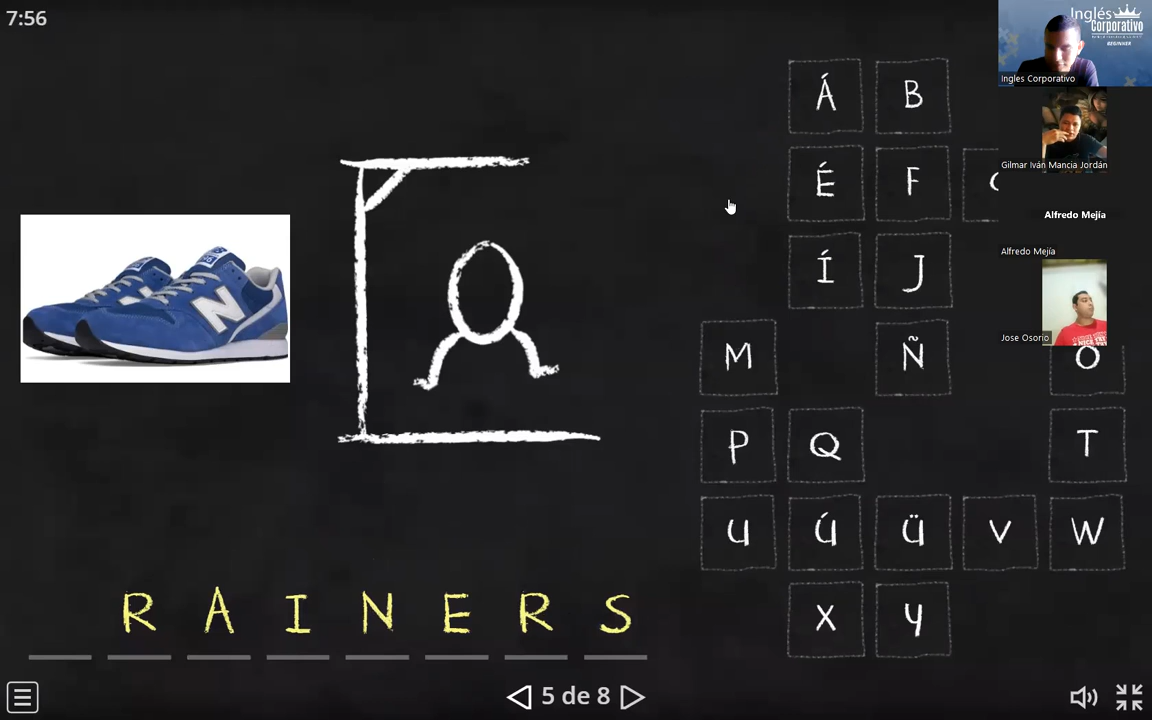 7:56
Inglés
Corporativo
BEGINNER
Ingles Corporativo
Gilmar Iván Mancia Jordán
Alfredo Mejía
Alfredo Mejía
Jose Osorio
Á B
É F
Í J
M Ñ O
P Q T
U Ú Ü V W
X Y
N
R A I N E R S
5 de 8